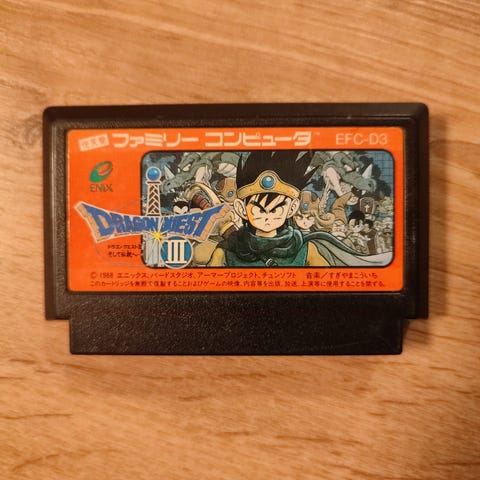 ファミリー コンピュータ™ EFC-D3
ENIX
DRAGON QUEST
III
ドラゴンクエストⅢ
そして伝説へ…
© 1988 エニックス、バードスタジオ、アーマープロジェクト、チュンソフト 音楽／すぎやまこういち
このカートリッジを無断で複製することおよびゲームの映像、内容等を出版、放送、上演等に使用することを禁ずる。